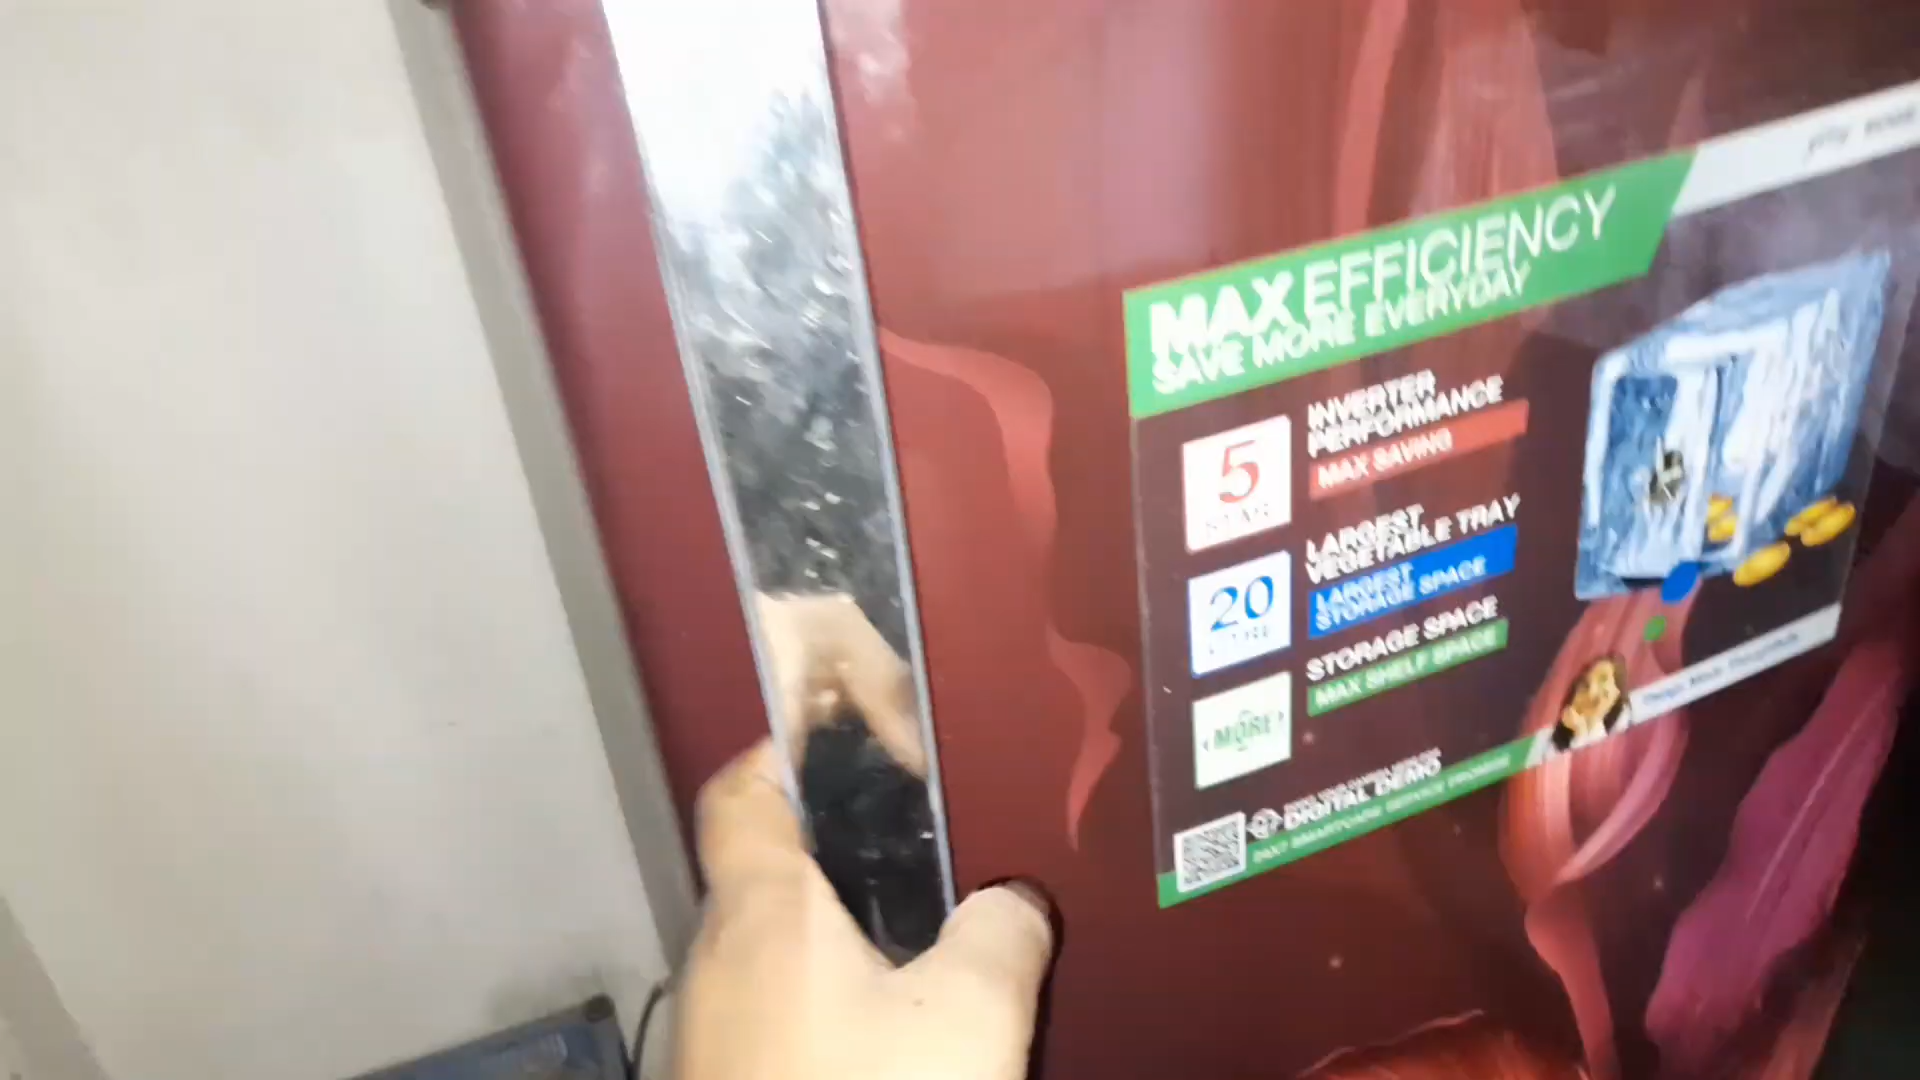 MAX EFFICIENCY
SAVE MORE EVERYDAY
5
INVERTER
PERFORMANCE
MAX SAVING
20
LARGEST
VEGETABLE TRAY
LARGEST
STORAGE SPACE
MORE
STORAGE SPACE
MAX SHELF SPACE
DIGITAL DEMO